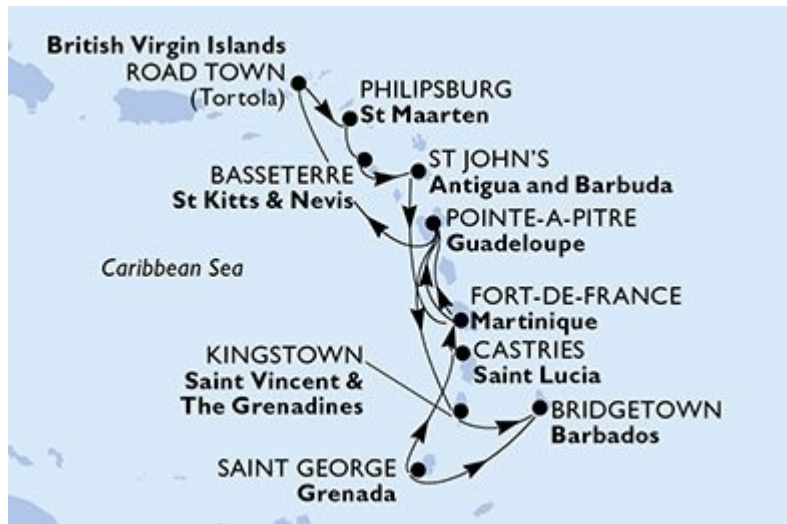 British Virgin Islands
ROAD TOWN
(Tortola)
PHILIPSBURG
St Maarten
BASSETERRE
St Kitts & Nevis
ST JOHN'S
Antigua and Barbuda
POINTE-A-PITRE
Guadeloupe
Caribbean Sea
FORT-DE-FRANCE
Martinique
KINGSTOWN
Saint Vincent &
The Grenadines
CASTRIES
Saint Lucia
BRIDGETOWN
Barbados
SAINT GEORGE
Grenada